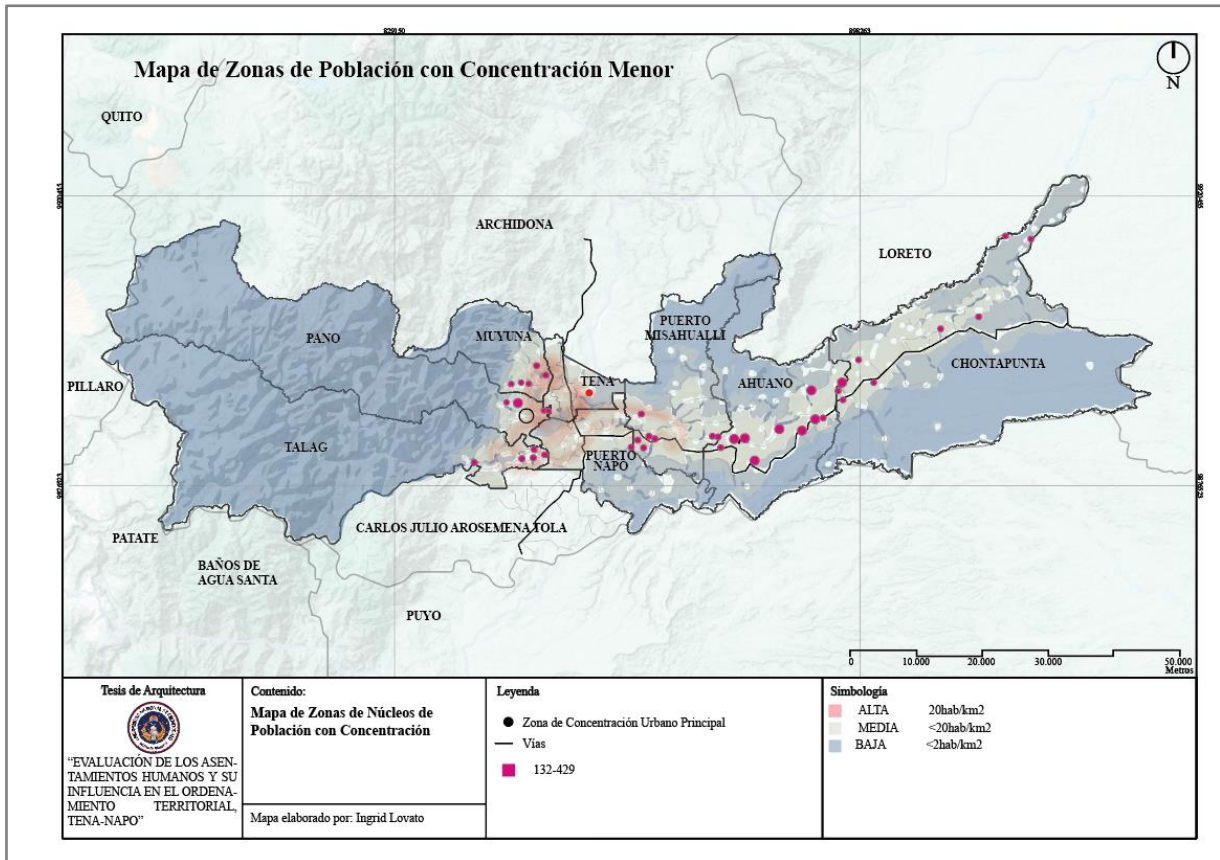 829150
898263
Mapa de Zonas de Población con Concentración Menor
N
QUITO
ARCHIDONA
LORETO
PANO
MUYUNA
PUERTO
MISAHUALLI
TENA
AHUANO
CHONTAPUNTA
PILLARO
TALAG
PUERTO
NAPO
CARLOS JULIO AROSEMENA TOLA
PATATE
BAÑOS DE
AGUA SANTA
PUYO
0 10.000 20.000 30.000 50.000
Metros
Tesis de Arquitectura
"EVALUACIÓN DE LOS ASEN-
TAMIENTOS HUMANOS Y SU
INFLUENCIA EN EL ORDENA-
MIENTO TERRITORIAL,
TENA-NAPO"
Contenido:
Mapa de Zonas de Núcleos de
Población con Concentración
Mapa elaborado por: Ingrid Lovato
Leyenda
Zona de Concentración Urbano Principal
Vías
132-429
Simbología
ALTA 20hab/km2
MEDIA <20hab/km2
BAJA <2hab/km2